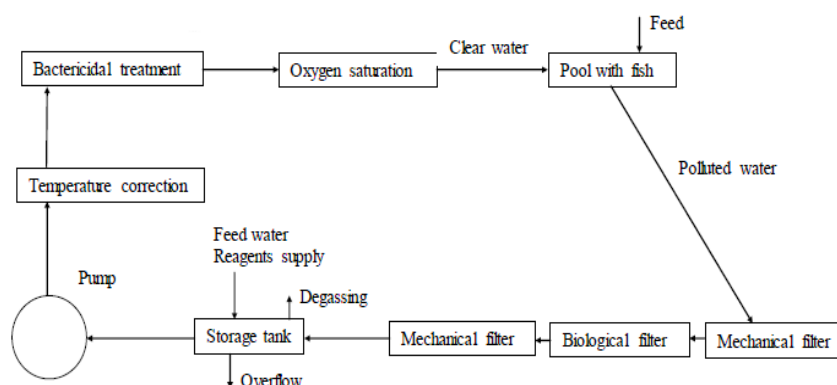 Feed
Clear water
Bactericidal treatment
Oxygen saturation
Pool with fish
Polluted water
Temperature correction
Feed water
Reagents supply
Pump
Degassing
Storage tank
Mechanical filter
Biological filter
Mechanical filter
Overflow